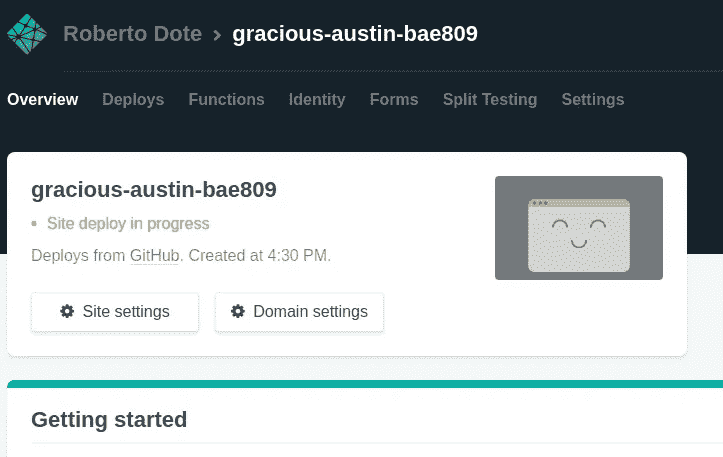 Roberto Dote > gracious-austin-bae809
Overview Deploys Functions Identity Forms Split Testing Settings
gracious-austin-bae809
• Site deploy in progress
Deploys from GitHub. Created at 4:30 PM.
Site settings Domain settings
Getting started